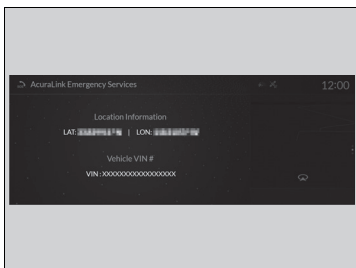 AcuraLink Emergency Services
12:00
Location Information
LAT: | LON:
Vehicle VIN #
VIN : XXXXXXXXXXXXXXXXX